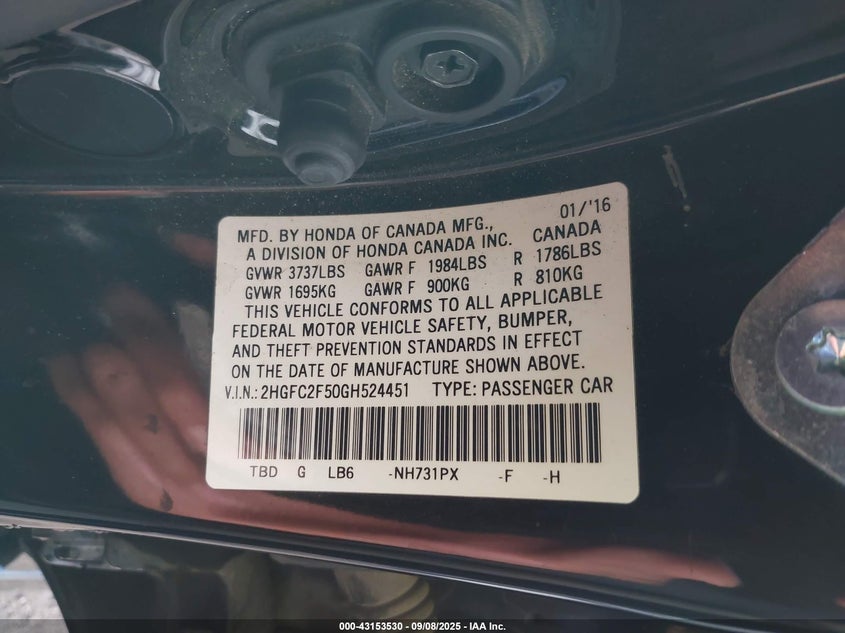 01/'16
MFD. BY HONDA OF CANADA MFG.,
A DIVISION OF HONDA CANADA INC. CANADA
GVWR 3737LBS GAWR F 1984LBS R 1786LBS
GVWR 1695KG GAWR F 900KG R 810KG
THIS VEHICLE CONFORMS TO ALL APPLICABLE
FEDERAL MOTOR VEHICLE SAFETY, BUMPER,
AND THEFT PREVENTION STANDARDS IN EFFECT
ON THE DATE OF MANUFACTURE SHOWN ABOVE.
V.I.N.: 2HGFC2F50GH524451 TYPE: PASSENGER CAR
TBD G LB6 -NH731PX -F -H
000-43153530 - 09/08/2025 - IAA Inc.